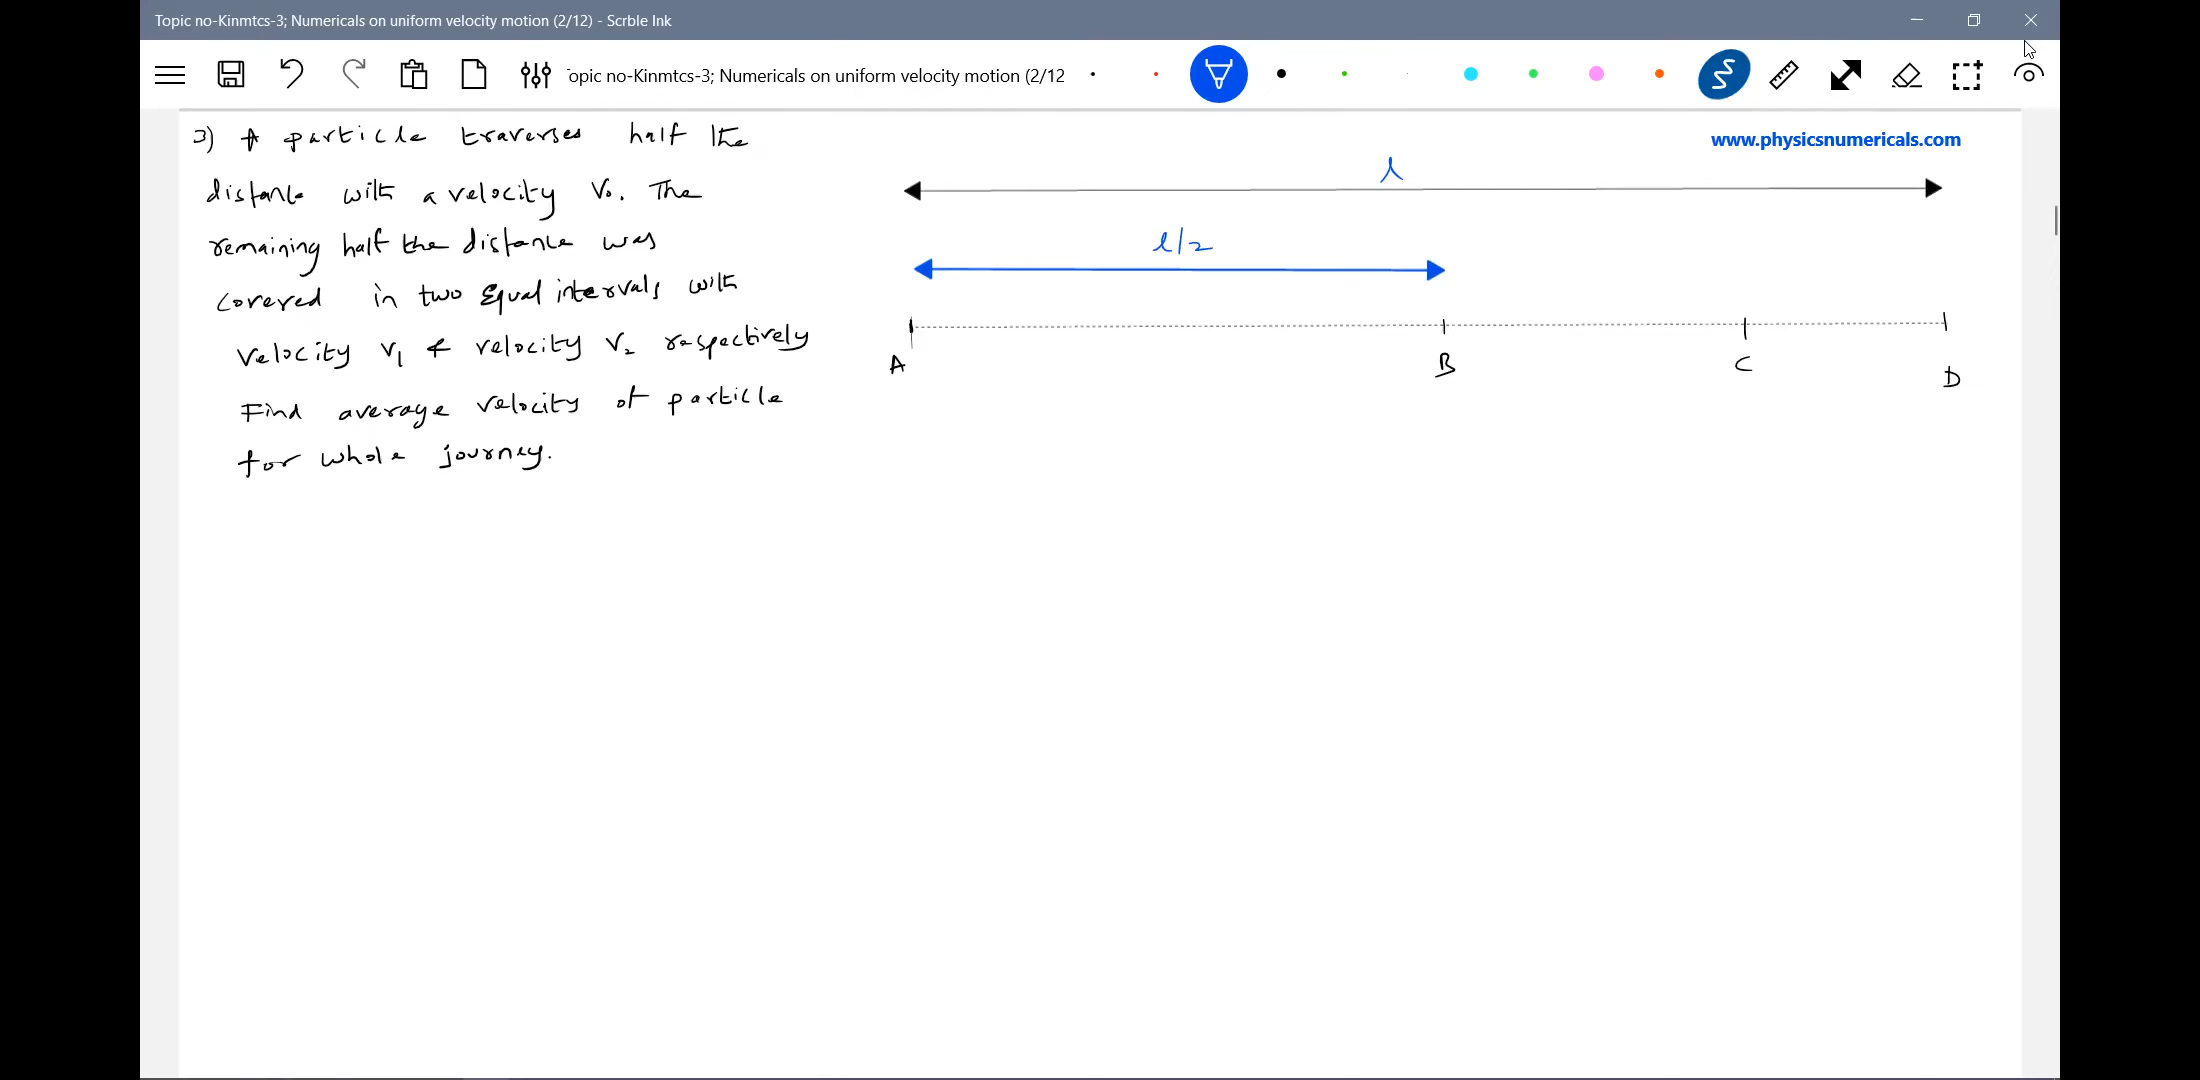 Topic no-Kinmtcs-3; Numericals on uniform velocity motion (2/12) - Scrble Ink
Topic no-Kinmtcs-3; Numericals on uniform velocity motion (2/12
www.physicsnumericals.com
3) A particle traverses half the
distance with a velocity V₀. The
remaining half the distance was
covered in two Equal intervals with
velocity v₁ & velocity v₂ respectively
Find average velocity of particle
for whole journey.
l
l/2
A B C D